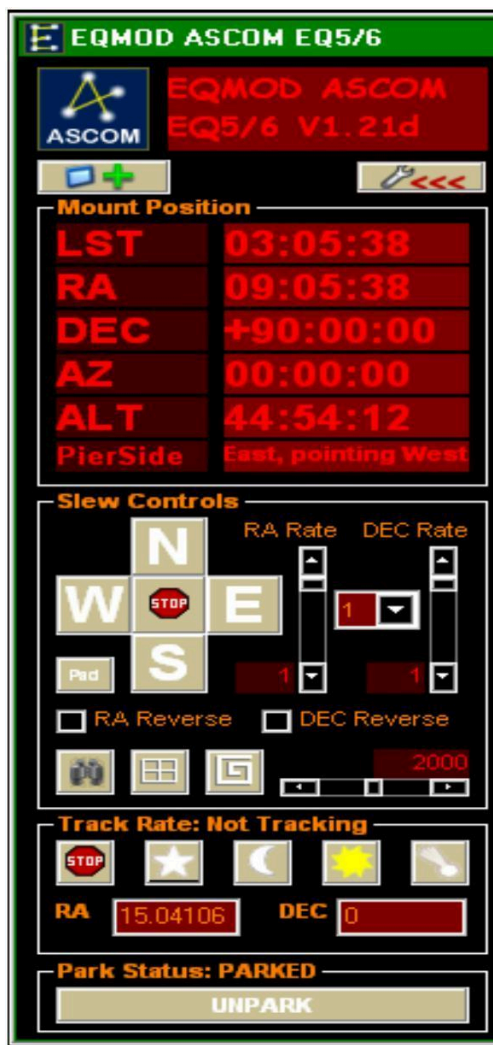 EQMOD ASCOM EQ5/6
ASCOM
EQMOD ASCOM
EQ5/6 V1.21d
<<<
Mount Position
LST 03:05:38
RA 09:05:38
DEC +90:00:00
AZ 00:00:00
ALT 44:54:12
PierSide East, pointing West
Slew Controls
RA Rate DEC Rate
N
W STOP E
1
S
Pad
1 1
RA Reverse DEC Reverse
2000
Track Rate: Not Tracking
STOP
RA 15.04106 DEC 0
Park Status: PARKED
UNPARK